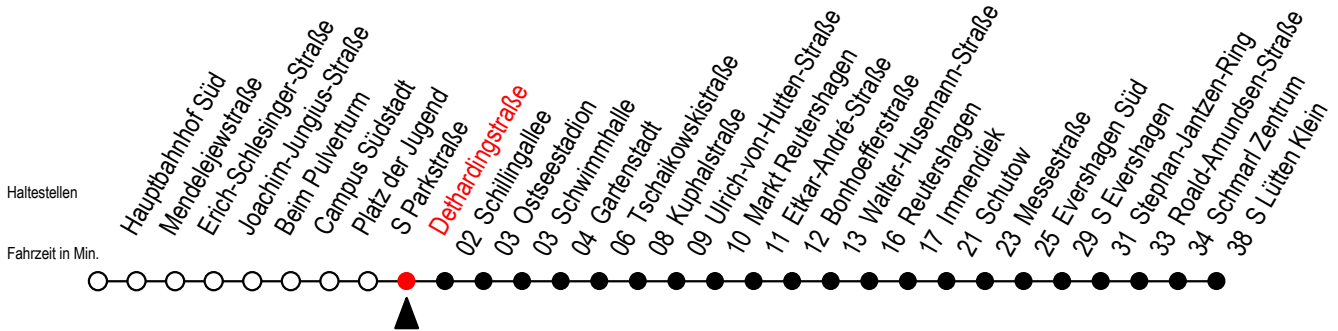 Hauptbahnhof Süd
Mendelejewstraße
Erich-Schlesinger-Straße
Joachim-Jungius-Straße
Beim Pulverturm
Campus Südstadt
Platz der Jugend
S Parkstraße
Dethardingstraße
02 Schillingallee
03 Ostseestadion
03 Schwimmhalle
04 Gartenstadt
06 Tschaikowskistraße
08 Kuphalstraße
09 Ulrich-von-Hutten-Straße
10 Markt Reutershagen
11 Etkar-André-Straße
12 Bonhoefferstraße
13 Walter-Husemann-Straße
16 Reutershagen
17 Immendiek
21 Schutow
23 Messestraße
25 Evershagen Süd
29 S Evershagen
31 Stephan-Jantzen-Ring
33 Roald-Amundsen-Straße
34 Schmarl Zentrum
38 S Lütten Klein
Haltestellen
Fahrzeit in Min.